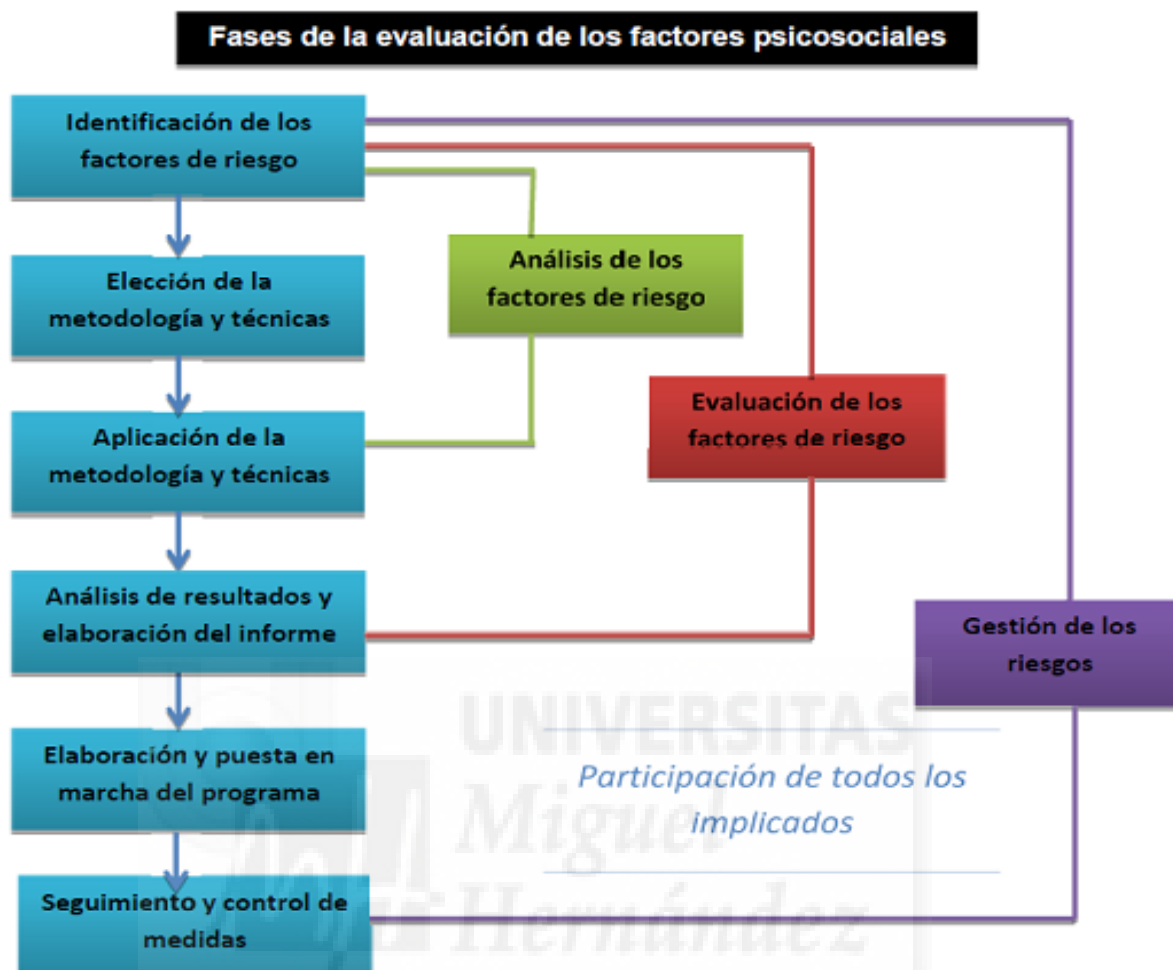 Fases de la evaluación de los factores psicosociales
Identificación de los
factores de riesgo
Elección de la
metodología y técnicas
Análisis de los
factores de riesgo
Aplicación de la
metodología y técnicas
Evaluación de los
factores de riesgo
Análisis de resultados y
elaboración del informe
Gestión de los
riesgos
Elaboración y puesta en
marcha del programa
Participación de todos los
implicados
Seguimiento y control de
medidas
UNIVERSITAS
Miguel
Hernández